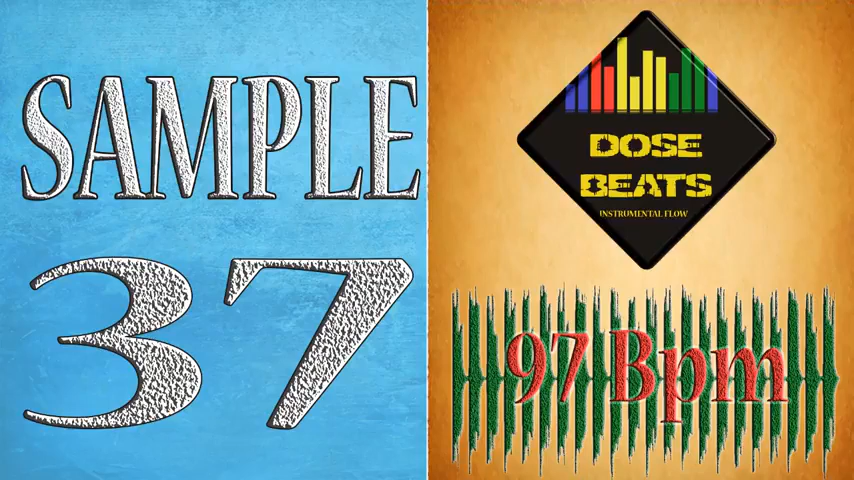 SAMPLE
37
DOSE
BEATS
INSTRUMENTAL FLOW
97 Bpm